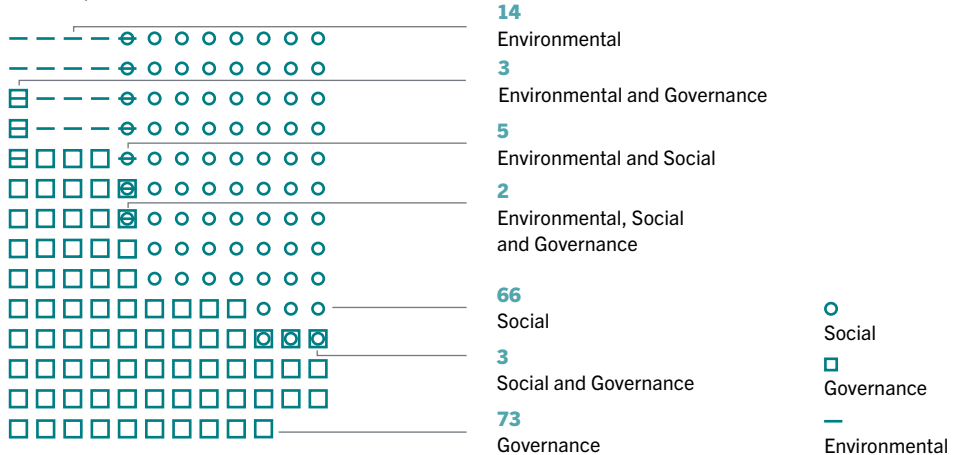 14
Environmental
3
Environmental and Governance
5
Environmental and Social
2
Environmental, Social
and Governance
66
Social
3
Social and Governance
73
Governance
Social
Governance
Environmental